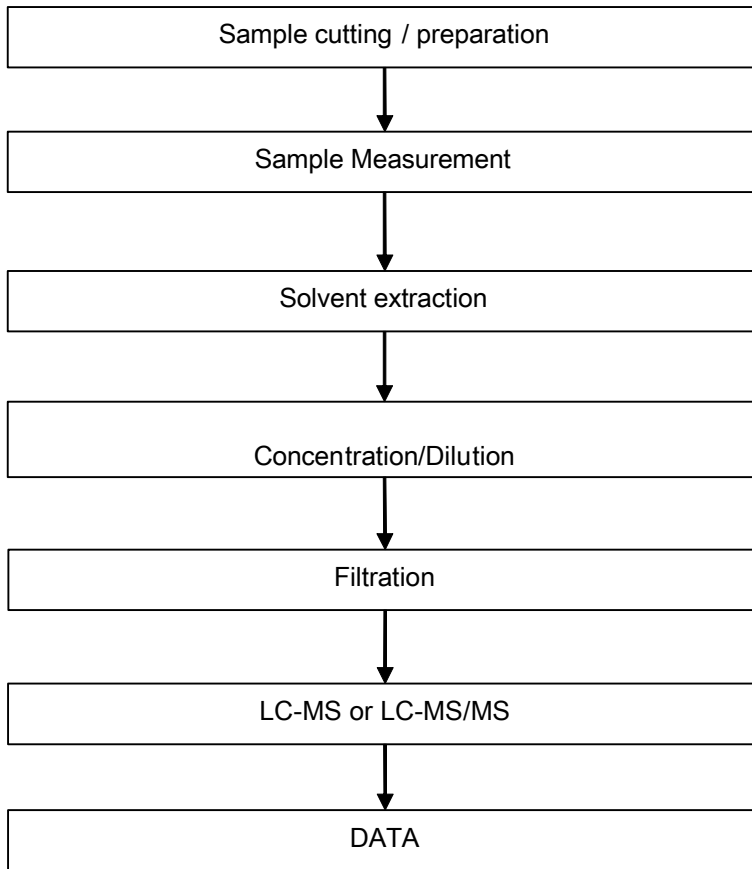 Sample cutting / preparation
Sample Measurement
Solvent extraction
Concentration/Dilution
Filtration
LC-MS or LC-MS/MS
DATA